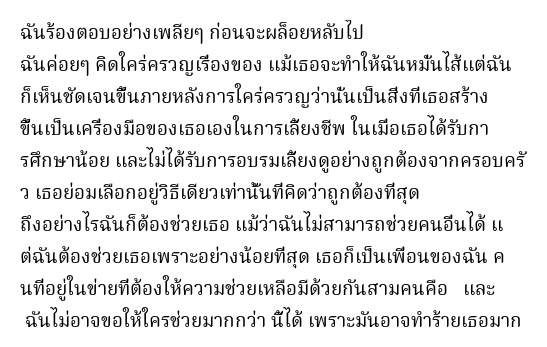 ฉันร้องตอบอย่างเพลียๆ ก่อนจะผล็อยหลับไป
ฉันค่อยๆ คิดใคร่ครวญเรื่องของ แม้เธอจะทำให้ฉันหมั่นไส้แต่ฉัน
ก็เห็นชัดเจนขึ้นภายหลังการใคร่ครวญว่านั่นเป็นสิ่งที่เธอสร้าง
ขึ้นเป็นเครื่องมือของเธอเองในการเลี้ยงชีพ ในเมื่อเธอได้รับกา
รศึกษาน้อย และไม่ได้รับการอบรมเลี้ยงดูอย่างถูกต้องจากครอบครั
ว เธอย่อมเลือกอยู่วิธีเดียวเท่านั้นที่คิดว่าถูกต้องที่สุด
ถึงอย่างไรฉันก็ต้องช่วยเธอ แม้ว่าฉันไม่สามารถช่วยคนอื่นได้ แ
ต่ฉันต้องช่วยเธอเพราะอย่างน้อยที่สุด เธอก็เป็นเพื่อนของฉัน ค
นที่อยู่ในข่ายที่ต้องให้ความช่วยเหลือมีด้วยกันสามคนคือ และ
ฉันไม่อาจขอให้ใครช่วยมากกว่า นี้ได้ เพราะมันอาจทำร้ายเธอมาก